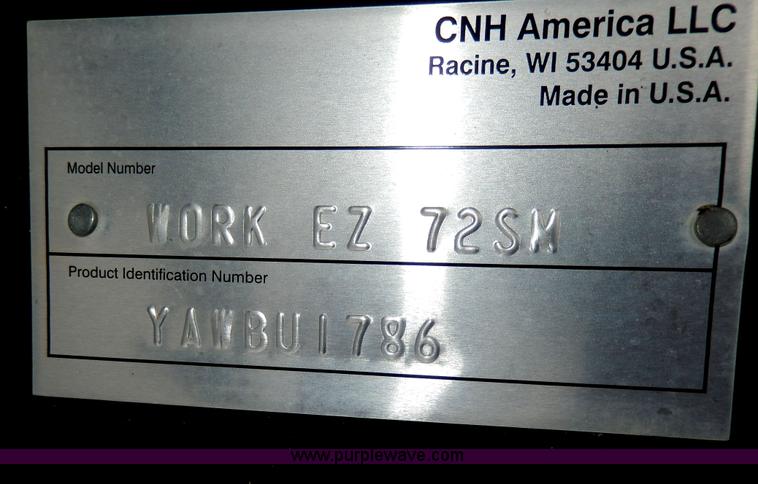 CNH America LLC
Racine, WI 53404 U.S.A.
Made in U.S.A.
Model Number
WORK EZ 72SM
Product Identification Number
YAWBU1786
www.purplewave.com